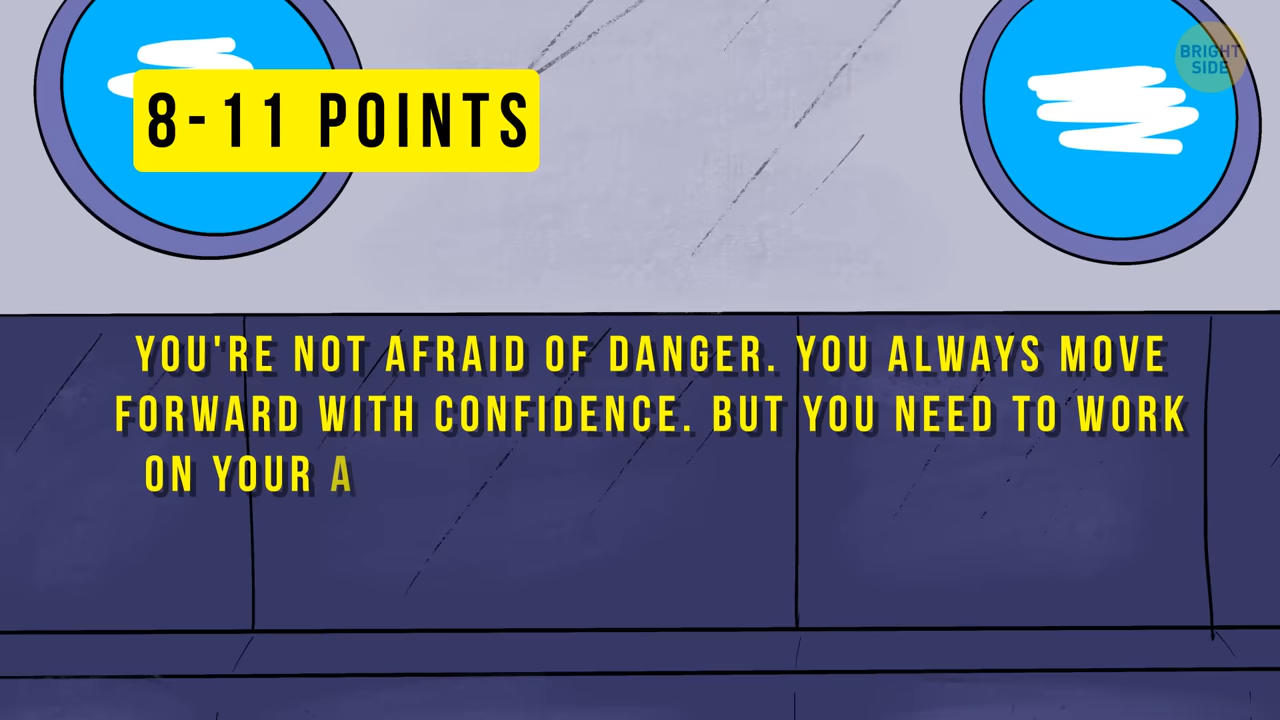 BRIGHT
SIDE
8-11 POINTS
YOU'RE NOT AFRAID OF DANGER. YOU ALWAYS MOVE
FORWARD WITH CONFIDENCE. BUT YOU NEED TO WORK
ON YOUR A